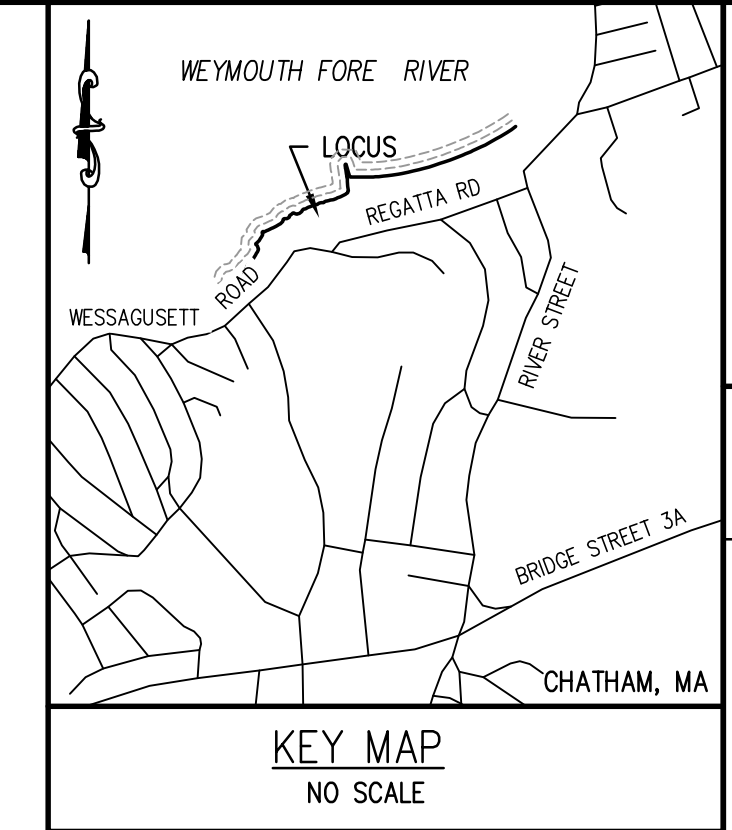 WEYMOUTH FORE RIVER
LOCUS
REGATTA RD
ROAD
WESSAGUSETT
RIVER STREET
BRIDGE STREET 3A
CHATHAM, MA
KEY MAP
NO SCALE